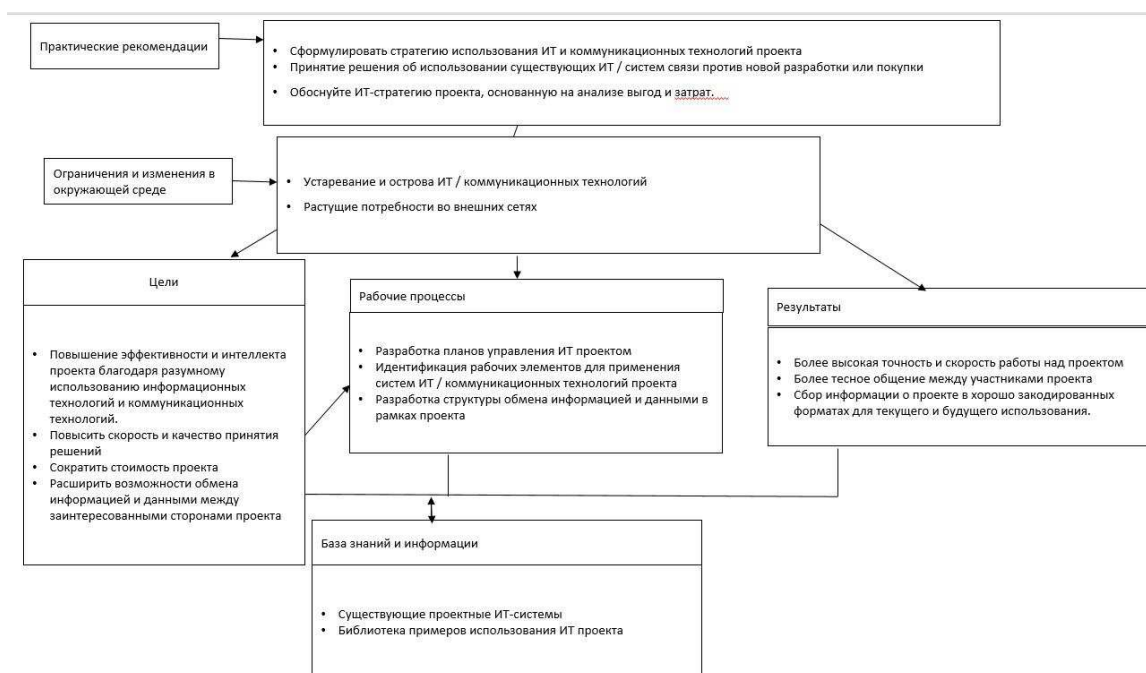 Практические рекомендации
• Сформулировать стратегию использования ИТ и коммуникационных технологий проекта
• Принятие решения об использовании существующих ИТ / систем связи против новой разработки или покупки
• Обоснуйте ИТ-стратегию проекта, основанную на анализе выгод и затрат.
Ограничения и изменения в
окружающей среде
• Устаревание и острова ИТ / коммуникационных технологий
• Растущие потребности во внешних сетях
Цели
• Повышение эффективности и интеллекта
проекта благодаря разумному
использованию информационных
технологий и коммуникационных
технологий.
• Повысить скорость и качество принятия
решений
• Сократить стоимость проекта
• Расширить возможности обмена
информацией и данными между
заинтересованными сторонами проекта
Рабочие процессы
• Разработка планов управления ИТ проектом
• Идентификация рабочих элементов для применения
систем ИТ / коммуникационных технологий проекта
• Разработка структуры обмена информацией и данными в
рамках проекта
Результаты
• Более высокая точность и скорость работы над проектом
• Более тесное общение между участниками проекта
• Сбор информации о проекте в хорошо закодированных
форматах для текущего и будущего использования.
База знаний и информации
• Существующие проектные ИТ-системы
• Библиотека примеров использования ИТ проекта